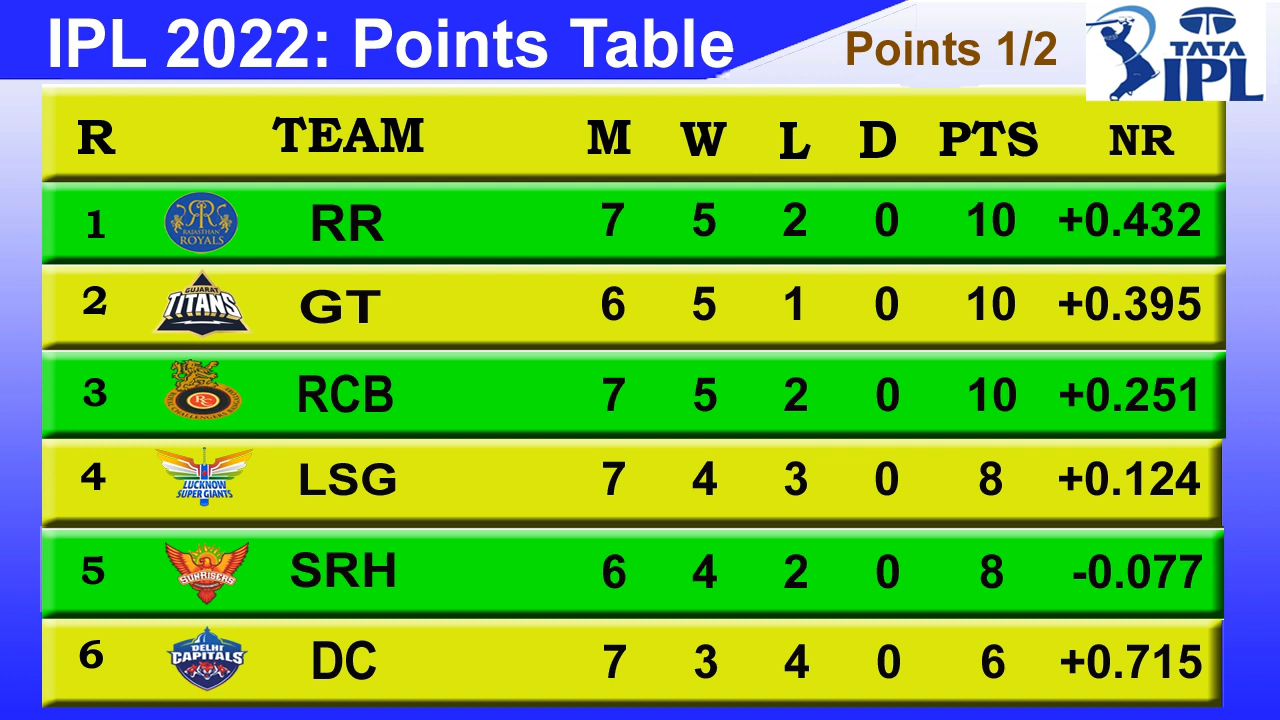 IPL 2022: Points Table
Points 1/2
TATA
IPL
R TEAM M W L D PTS NR
1 RAJASTHAN ROYALS RR 7 5 2 0 10 +0.432
2 GUJARAT TITANS GT 6 5 1 0 10 +0.395
3 RC RCB 7 5 2 0 10 +0.251
4 LUCKNOW SUPER GIANTS LSG 7 4 3 0 8 +0.124
5 SUNRISERS SRH 6 4 2 0 8 -0.077
6 DELHI CAPITALS DC 7 3 4 0 6 +0.715